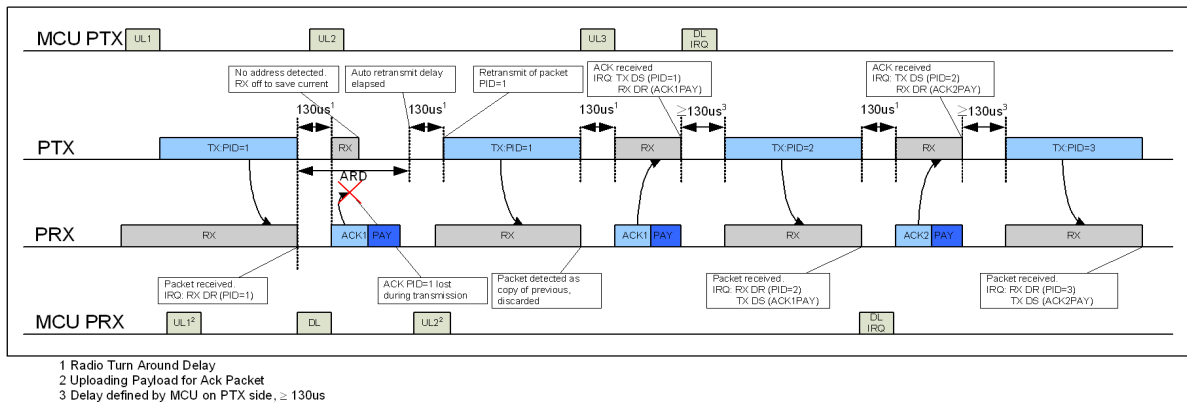 MCU PTX
UL1
UL2
UL3
DL
IRQ
No address detected.
RX off to save current
Auto retransmit delay
elapsed
Retransmit of packet
PID=1
ACK received
IRQ: TX DS (PID=1)
RX DR (ACK1PAY)
ACK received
IRQ: TX DS (PID=2)
RX DR (ACK2PAY)
130us¹
130us¹
130us¹
≥130us³
130us¹
≥130us³
PTX
TX:PID=1
RX
TX:PID=1
RX
TX:PID=2
RX
TX:PID=3
ARD
PRX
RX
ACK1
PAY
RX
ACK1
PAY
RX
ACK2
PAY
RX
Packet received.
IRQ: RX DR (PID=1)
ACK PID=1 lost
during transmission
Packet detected as
copy of previous,
discarded
Packet received.
IRQ: RX DR (PID=2)
TX DS (ACK1PAY)
Packet received.
IRQ: RX DR (PID=3)
TX DS (ACK2PAY)
MCU PRX
UL1²
DL
UL2²
DL
IRQ
1 Radio Turn Around Delay
2 Uploading Payload for Ack Packet
3 Delay defined by MCU on PTX side, ≥ 130us